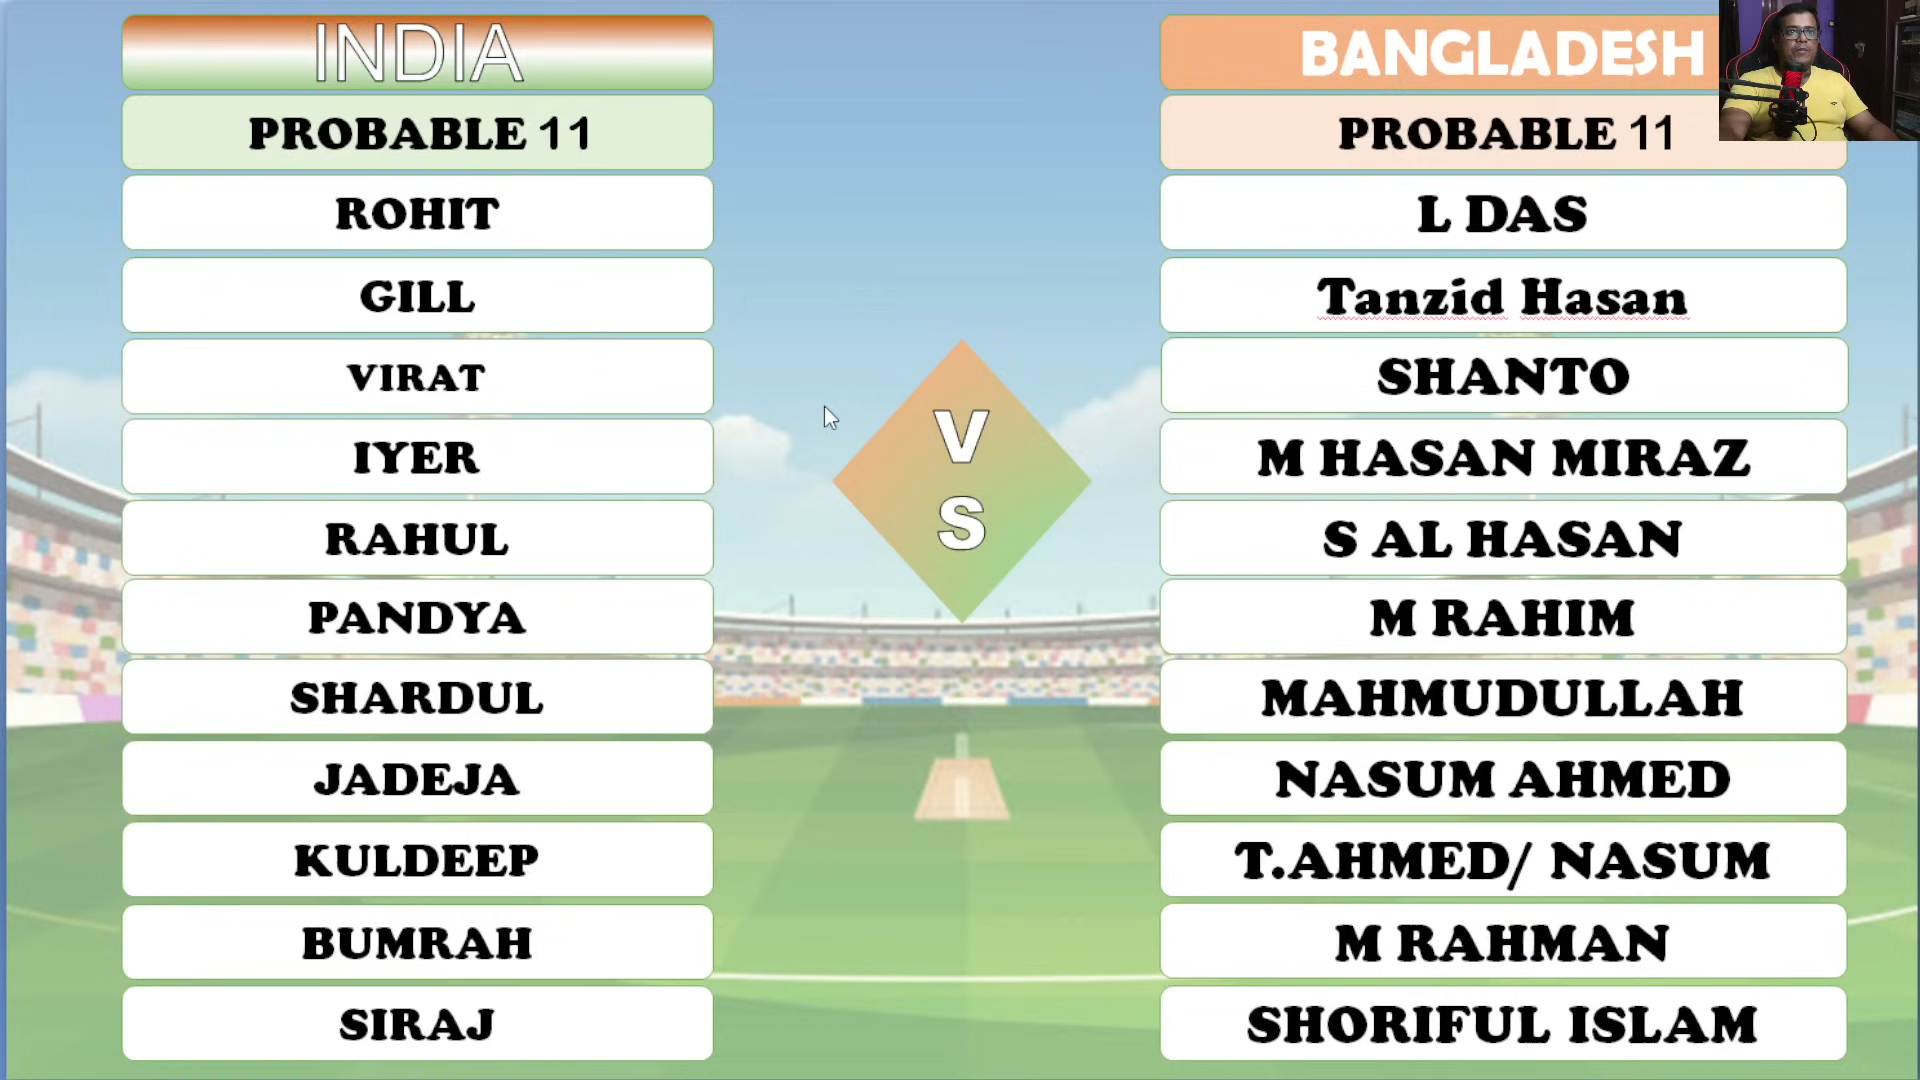 INDIA
PROBABLE 11
ROHIT
GILL
VIRAT
IYER
RAHUL
PANDYA
SHARDUL
JADEJA
KULDEEP
BUMRAH
SIRAJ
V
S
BANGLADESH
PROBABLE 11
L DAS
Tanzid Hasan
SHANTO
M HASAN MIRAZ
S AL HASAN
M RAHIM
MAHMUDULLAH
NASUM AHMED
T.AHMED/ NASUM
M RAHMAN
SHORIFUL ISLAM